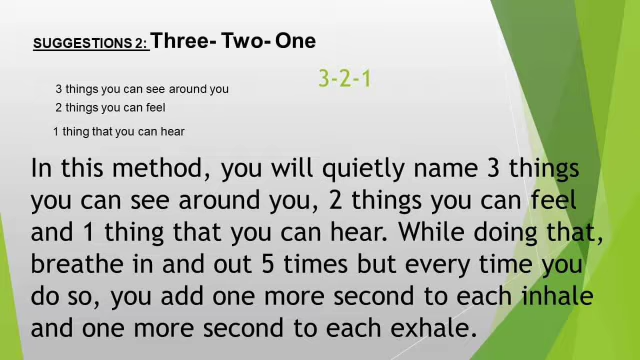 SUGGESTIONS 2: Three- Two- One
3-2-1
3 things you can see around you
2 things you can feel
1 thing that you can hear
In this method, you will quietly name 3 things
you can see around you, 2 things you can feel
and 1 thing that you can hear. While doing that,
breathe in and out 5 times but every time you
do so, you add one more second to each inhale
and one more second to each exhale.